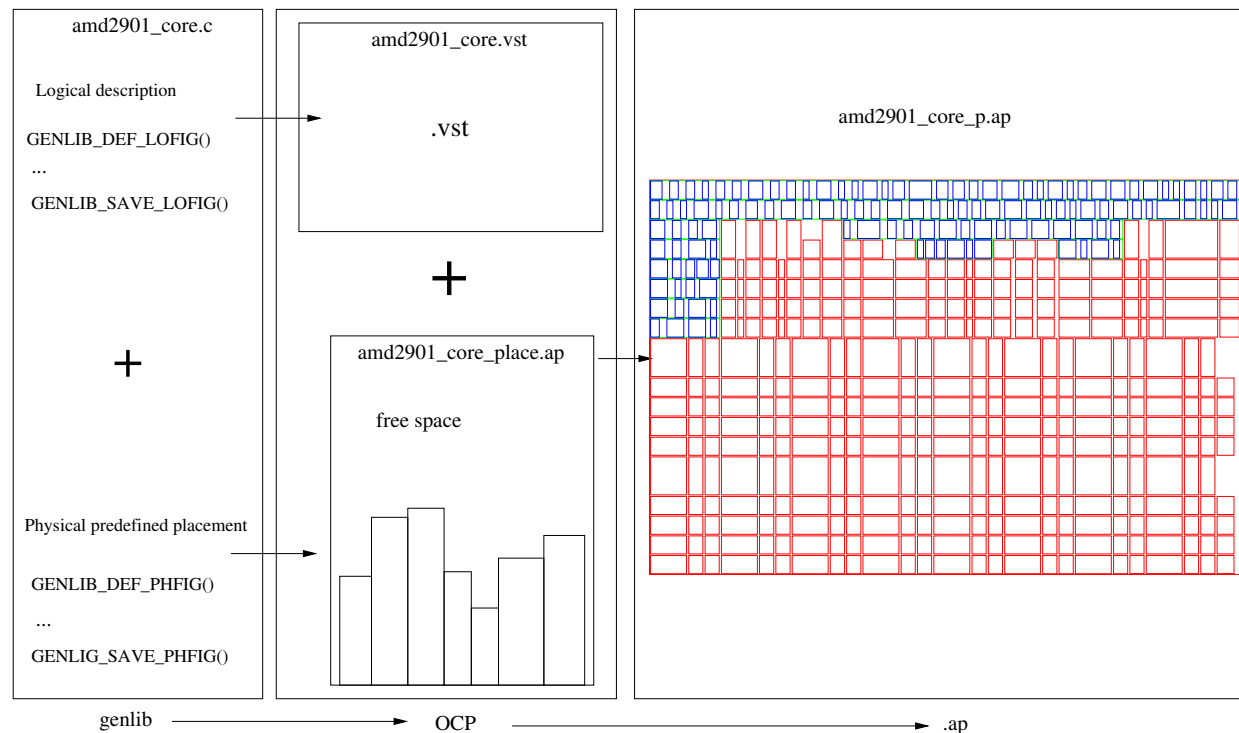 amd2901_core.c
Logical description
GENLIB_DEF_LOFIG()
...
GENLIB_SAVE_LOFIG()
+
Physical predefined placement
GENLIB_DEF_PHFIG()
...
GENLIG_SAVE_PHFIG()
amd2901_core.vst
.vst
+
amd2901_core_place.ap
free space
amd2901_core_p.ap
genlib
OCP
.ap